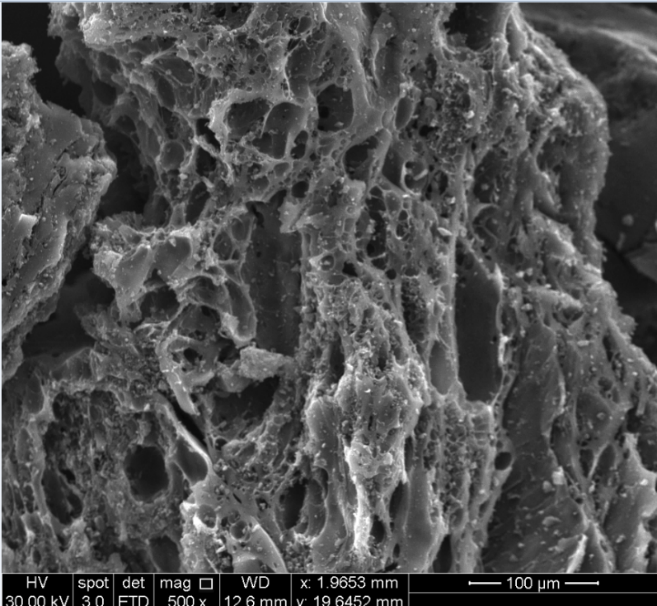 HV spot det mag WD x: 1.9653 mm 100 µm
30.00 kV 3.0 ETD 500 x 12.6 mm y: 19.6452 mm